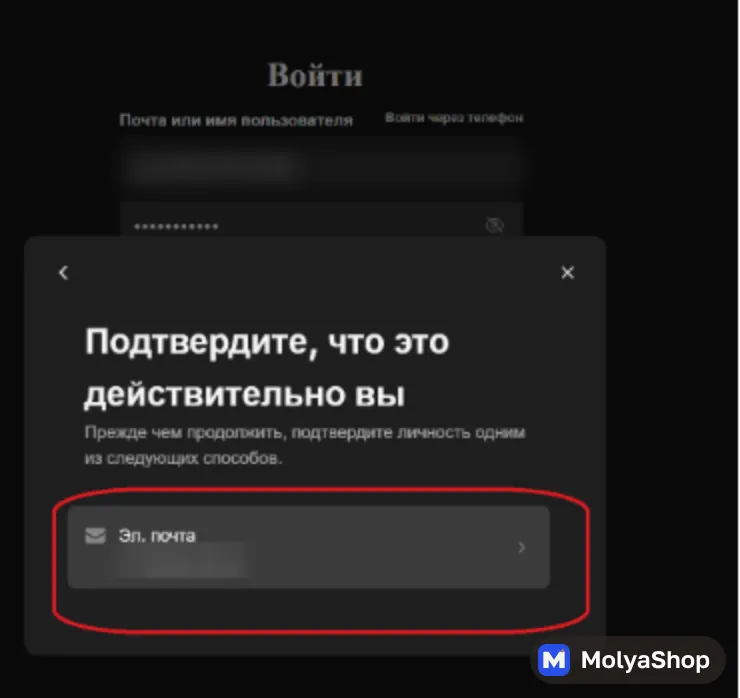 Войти
Почта или имя пользователя
Войти через телефон
Подтвердите, что это
действительно вы
Прежде чем продолжить, подтвердите личность одним
из следующих способов.
Эл. почта
MolyaShop